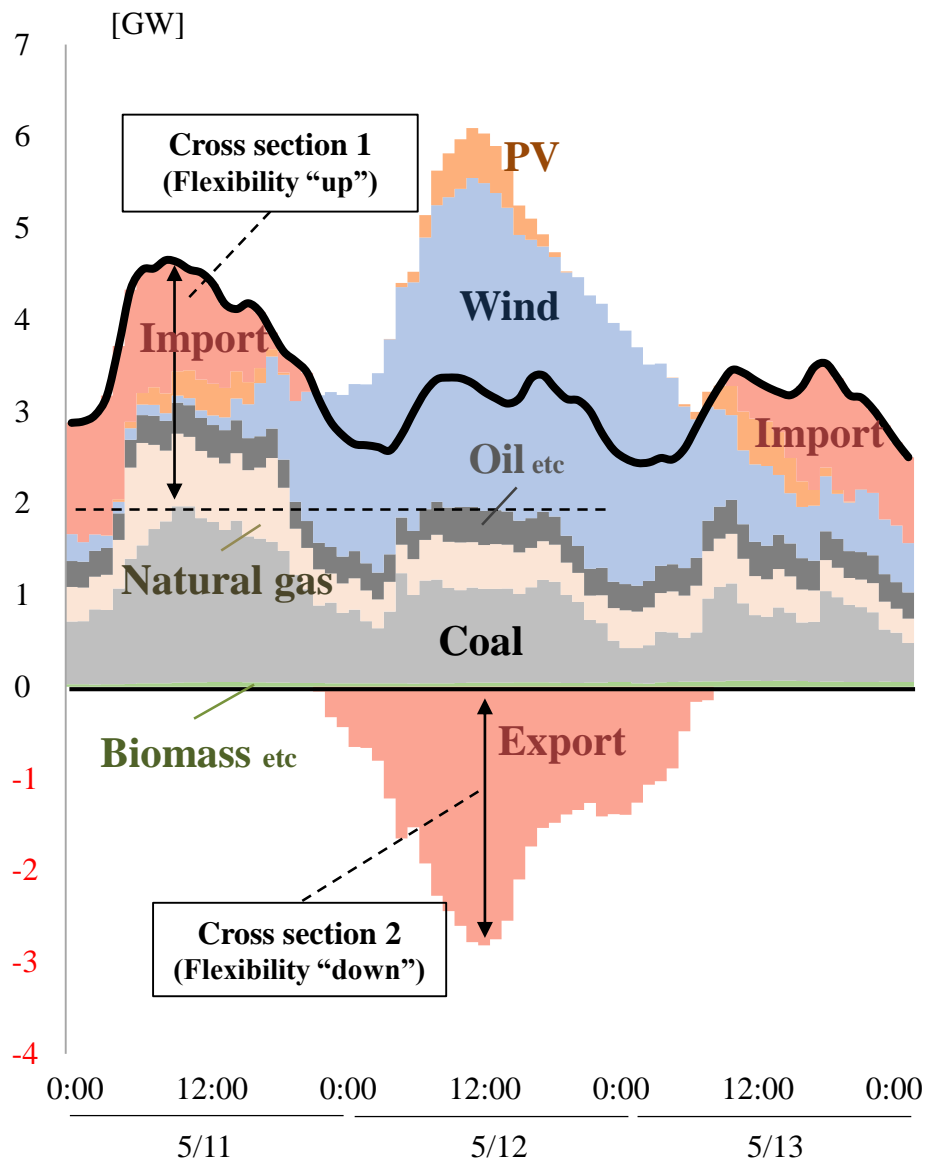 [GW]
7
6
5
4
3
2
1
0
-1
-2
-3
-4
Cross section 1
(Flexibility “up”)
PV
Wind
Import
Import
Oil etc
Natural gas
Coal
Biomass etc
Export
Cross section 2
(Flexibility “down”)
0:00 12:00 0:00 12:00 0:00 12:00 0:00
5/11 5/12 5/13